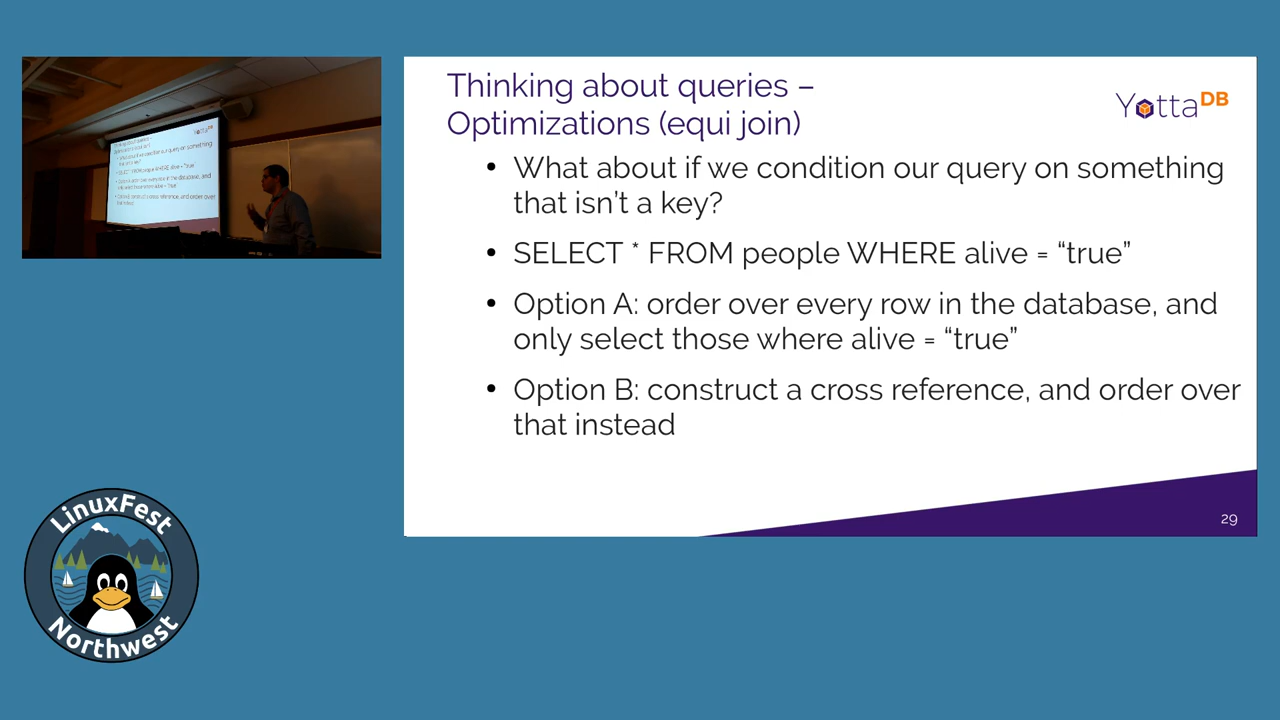 Thinking about queries –
Optimizations (equi join)
YottaDB
• What about if we condition our query on something
that isn't a key?
• SELECT * FROM people WHERE alive = “true”
• Option A: order over every row in the database, and
only select those where alive = “true”
• Option B: construct a cross reference, and order over
that instead
29
LinuxFest
Northwest